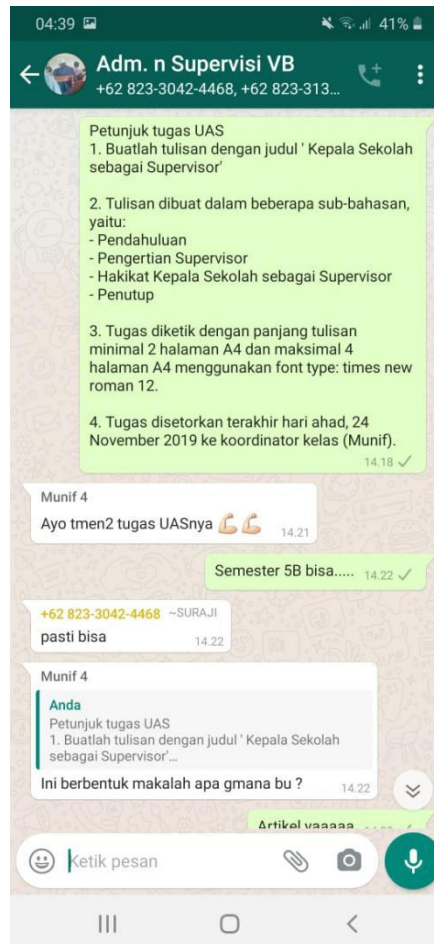 04:39 41%
Adm. n Supervisi VB
+62 823-3042-4468, +62 823-313...
Petunjuk tugas UAS
1. Buatlah tulisan dengan judul ' Kepala Sekolah
sebagai Supervisor'
2. Tulisan dibuat dalam beberapa sub-bahasan,
yaitu:
- Pendahuluan
- Pengertian Supervisor
- Hakikat Kepala Sekolah sebagai Supervisor
- Penutup
3. Tugas diketik dengan panjang tulisan
minimal 2 halaman A4 dan maksimal 4
halaman A4 menggunakan font type: times new
roman 12.
4. Tugas disetorkan terakhir hari ahad, 24
November 2019 ke koordinator kelas (Munif).
14.18
Munif 4
Ayo tmen2 tugas UASnya 💪💪 14.21
Semester 5B bisa..... 14.22
+62 823-3042-4468 ~SURAJI
pasti bisa 14.22
Munif 4
Anda
Petunjuk tugas UAS
1. Buatlah tulisan dengan judul ' Kepala Sekolah
sebagai Supervisor'...
Ini berbentuk makalah apa gmana bu ? 14.22
Artikel yaaaaa
Ketik pesan